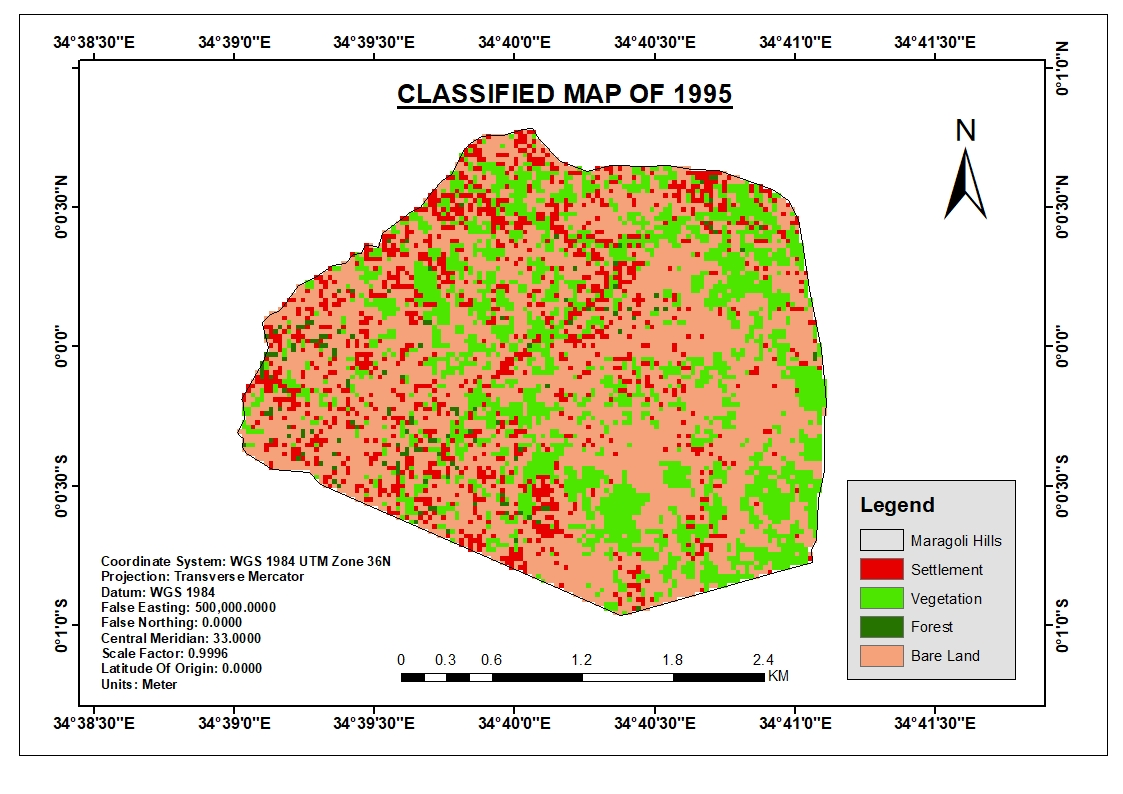 34°38'30"E 34°39'0"E 34°39'30"E 34°40'0"E 34°40'30"E 34°41'0"E 34°41'30"E
CLASSIFIED MAP OF 1995
N
0°1'0"N
0°0'30"N
0°0'0"
0°0'30"S
0°1'0"S
0°1'0"N
0°0'30"N
0°0'0"
0°0'30"S
0°1'0"S
Legend
Maragoli Hills
Settlement
Vegetation
Forest
Bare Land
Coordinate System: WGS 1984 UTM Zone 36N
Projection: Transverse Mercator
Datum: WGS 1984
False Easting: 500,000.0000
False Northing: 0.0000
Central Meridian: 33.0000
Scale Factor: 0.9996
Latitude Of Origin: 0.0000
Units: Meter
0 0.3 0.6 1.2 1.8 2.4
KM
34°38'30"E 34°39'0"E 34°39'30"E 34°40'0"E 34°40'30"E 34°41'0"E 34°41'30"E